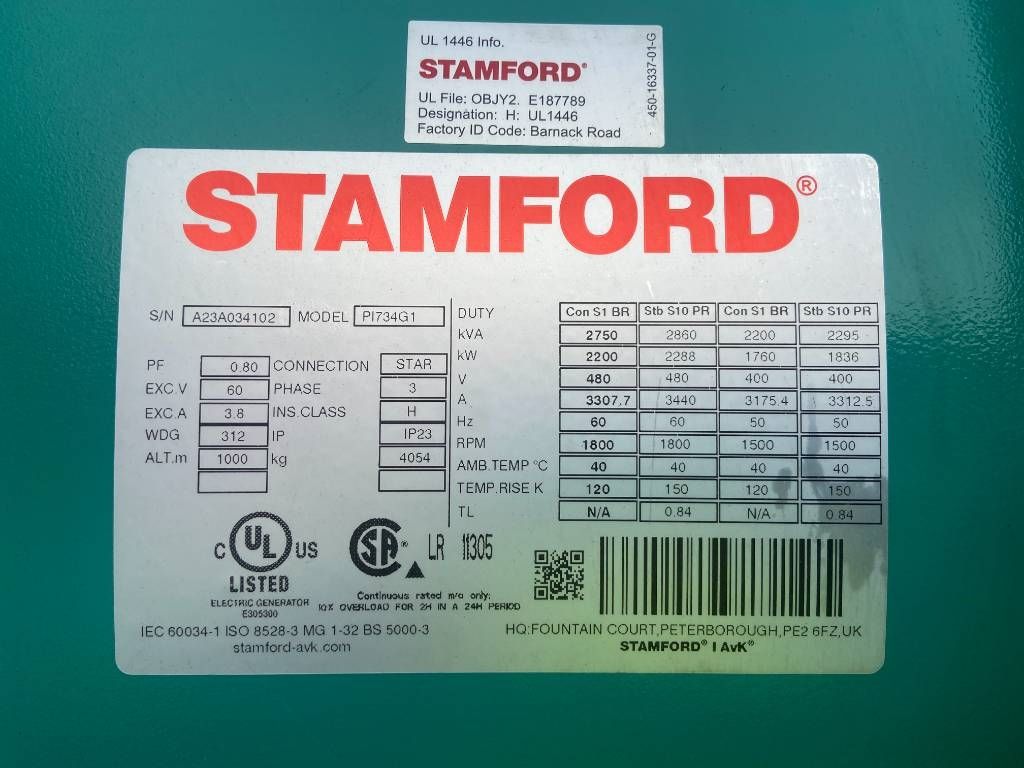 UL 1446 Info.
STAMFORD®
UL File: OBJY2. E187789
Designation: H: UL1446
Factory ID Code: Barnack Road
450-16337-01-G
STAMFORD®
S/N A23A034102 MODEL PI734G1
PF 0.80 CONNECTION STAR
EXC.V 60 PHASE 3
EXC.A 3.8 INS.CLASS H
WDG 312 IP IP23
ALT.m 1000 kg 4054
DUTY Con S1 BR Stb S10 PR Con S1 BR Stb S10 PR
kVA 2750 2860 2200 2295
kW 2200 2288 1760 1836
V 480 480 400 400
A 3307.7 3440 3175.4 3312.5
Hz 60 60 50 50
RPM 1800 1800 1500 1500
AMB.TEMP °C 40 40 40 40
TEMP.RISE K 120 150 120 150
TL N/A 0.84 N/A 0.84
C UL US
LISTED
ELECTRIC GENERATOR
E305300
SA ® LR 11305
Continuous rated m/a only:
10% OVERLOAD FOR 2H IN A 24H PERIOD
IEC 60034-1 ISO 8528-3 MG 1-32 BS 5000-3
stamford-avk.com
HQ:FOUNTAIN COURT,PETERBOROUGH,PE2 6FZ,UK
STAMFORD® I AvK®